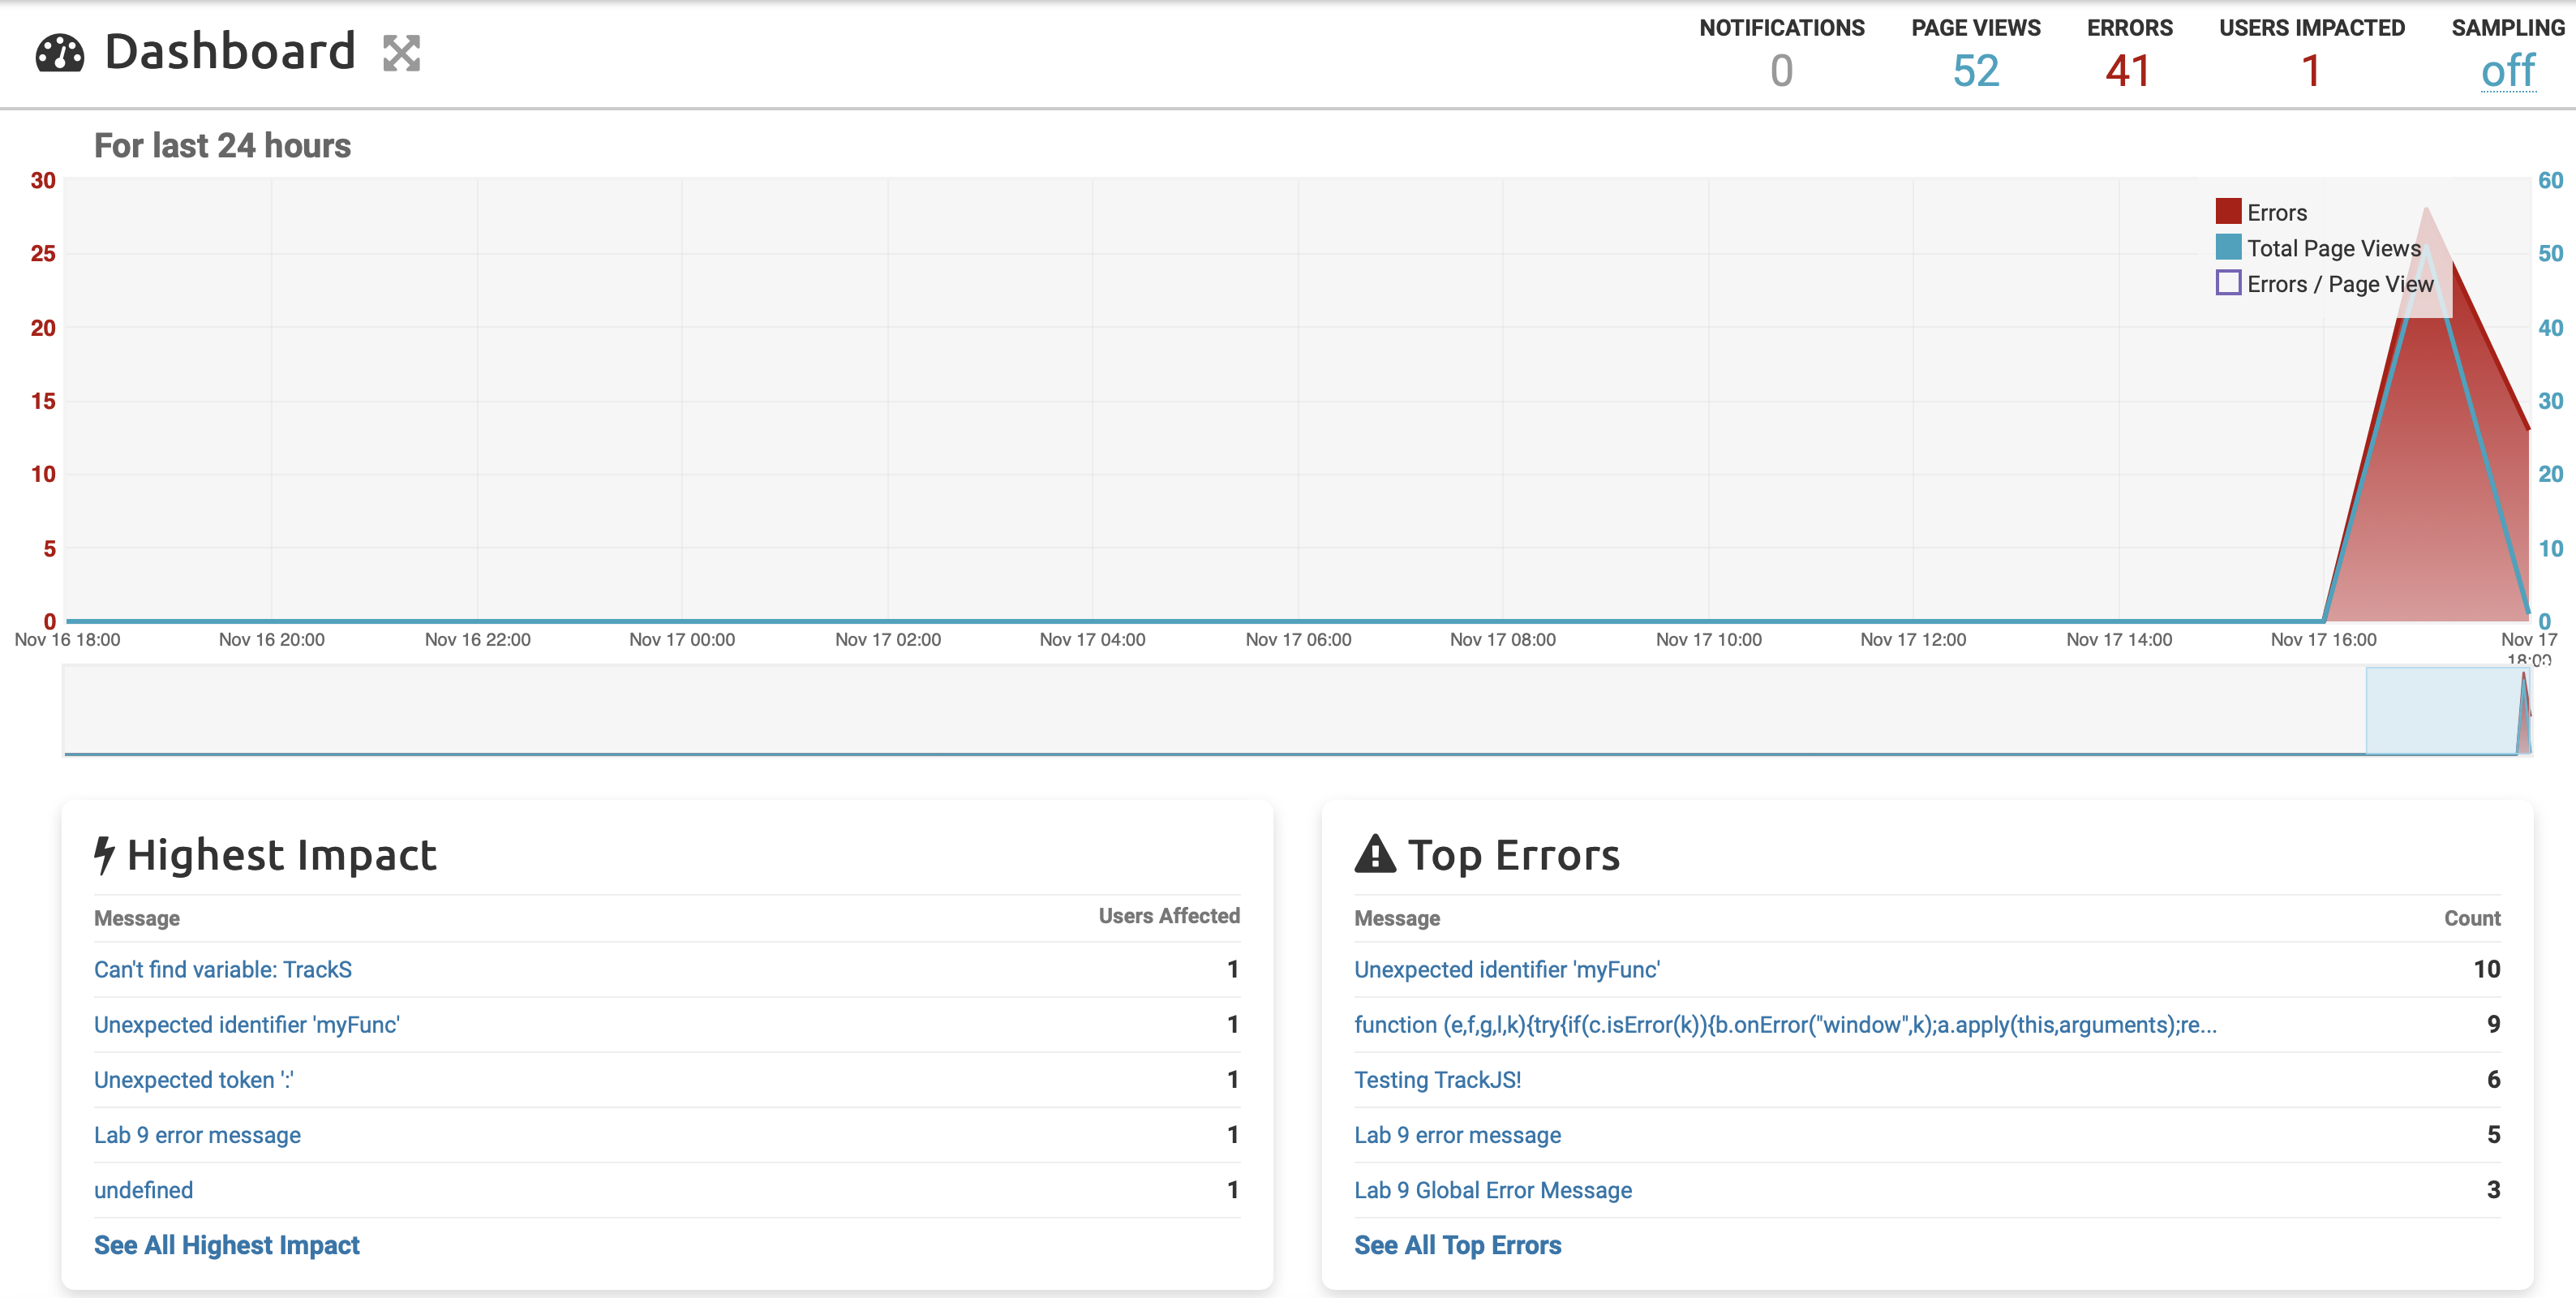 Dashboard
NOTIFICATIONS PAGE VIEWS ERRORS USERS IMPACTED SAMPLING
0 52 41 1 off
For last 24 hours
30 60
25 50
20 40
15 30
10 20
5 10
0 0
Errors
Total Page Views
Errors / Page View
Nov 16 18:00 Nov 16 20:00 Nov 16 22:00 Nov 17 00:00 Nov 17 02:00 Nov 17 04:00 Nov 17 06:00 Nov 17 08:00 Nov 17 10:00 Nov 17 12:00 Nov 17 14:00 Nov 17 16:00 Nov 17
18:00
Highest Impact
Message Users Affected
Can't find variable: TrackS 1
Unexpected identifier 'myFunc' 1
Unexpected token ':' 1
Lab 9 error message 1
undefined 1
See All Highest Impact
Top Errors
Message Count
Unexpected identifier 'myFunc' 10
function (e,f,g,l,k){try{if(c.isError(k)){b.onError("window",k);a.apply(this,arguments);re... 9
Testing TrackJS! 6
Lab 9 error message 5
Lab 9 Global Error Message 3
See All Top Errors